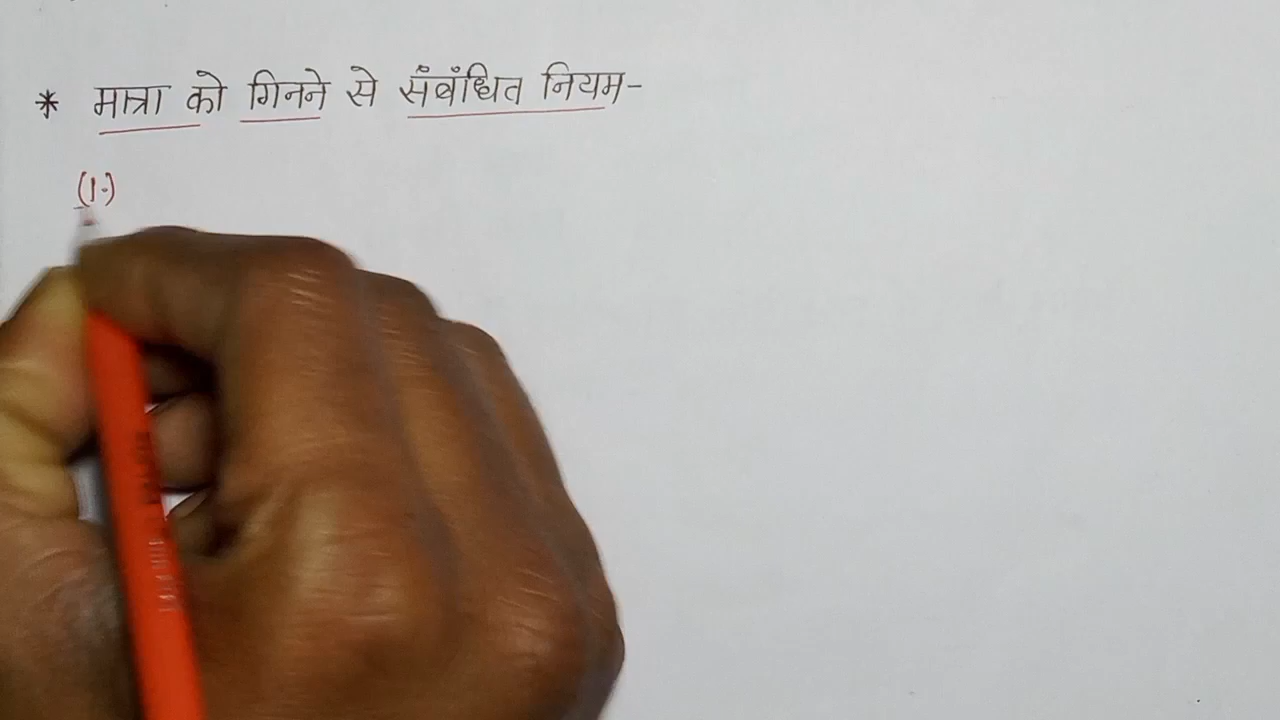 * मात्रा को गिनने से संबंधित नियम-
(1.)